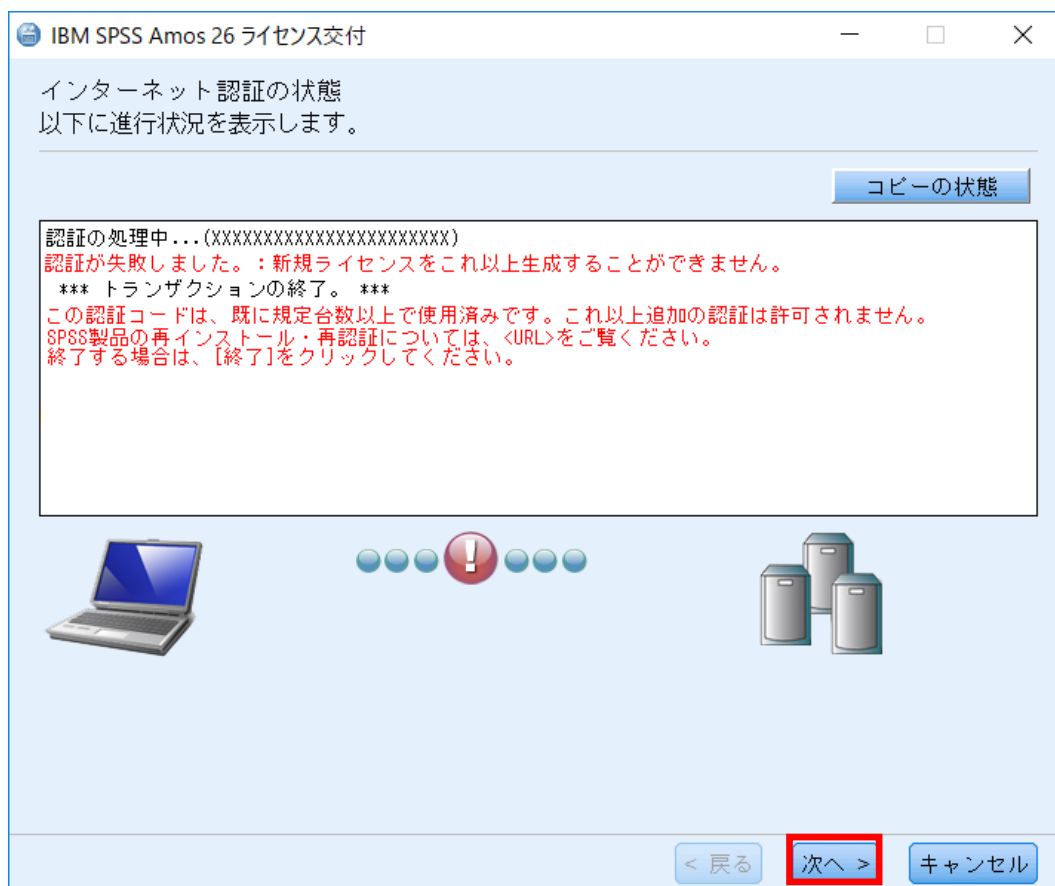 IBM SPSS Amos 26 ライセンス交付
インターネット認証の状態
以下に進行状況を表示します。
コピーの状態
認証の処理中...(XXXXXXXXXXXXXXXXXXXXXXX)
認証が失敗しました。:新規ライセンスをこれ以上生成することができません。
*** トランザクションの終了。 ***
この認証コードは、既に規定台数以上で使用済みです。これ以上追加の認証は許可されません。
SPSS製品の再インストール・再認証については、<URL>をご覧ください。
終了する場合は、[終了]をクリックしてください。
< 戻る 次へ > キャンセル